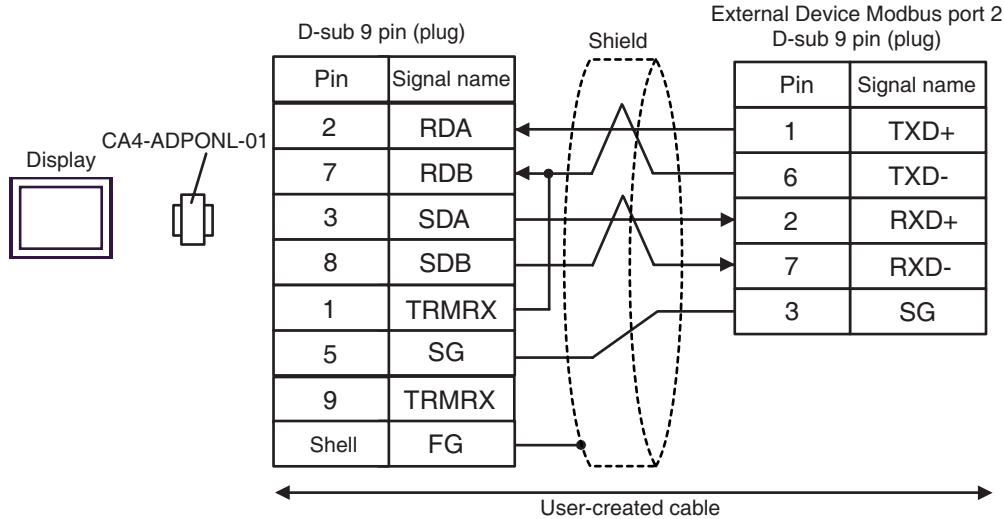 External Device Modbus port 2
D-sub 9 pin (plug)
D-sub 9 pin (plug)
Shield
Pin Signal name
Pin Signal name
2 RDA
1 TXD+
CA4-ADPONL-01
Display
7 RDB
6 TXD-
3 SDA
2 RXD+
8 SDB
7 RXD-
1 TRMRX
3 SG
5 SG
9 TRMRX
Shell FG
User-created cable